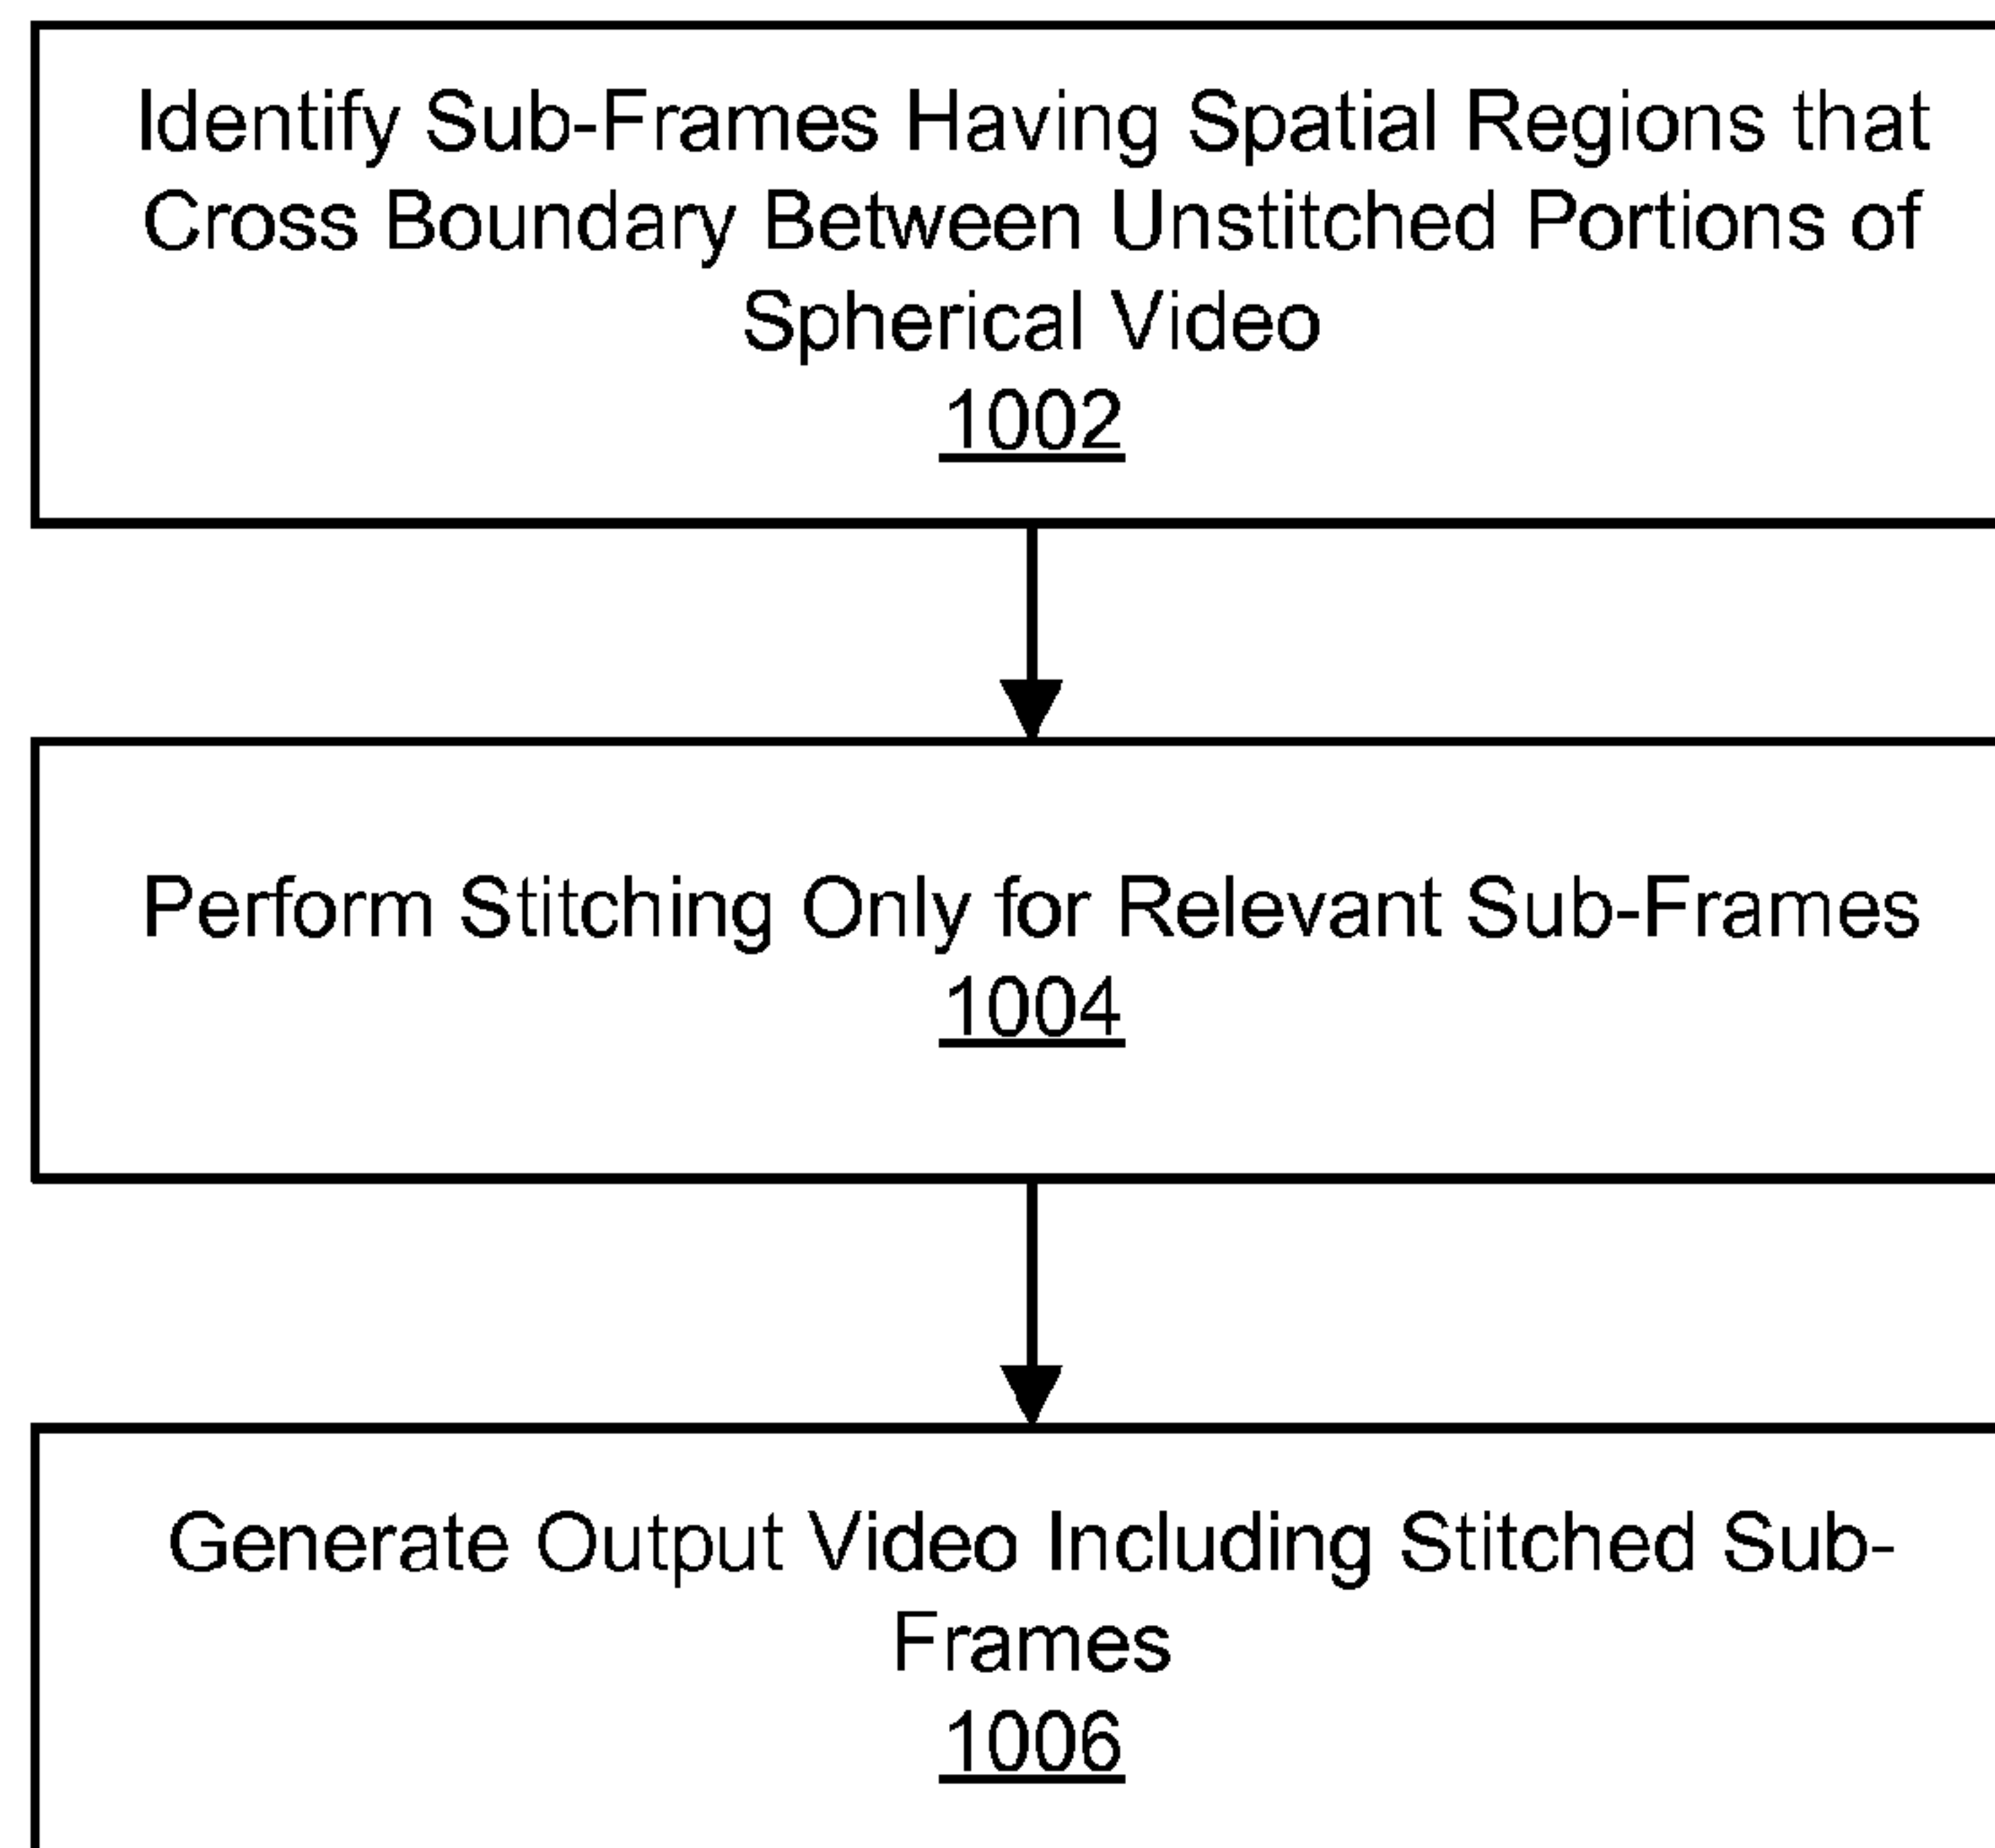 Identify Sub-Frames Having Spatial Regions that
Cross Boundary Between Unstitched Portions of
Spherical Video
1002
Perform Stitching Only for Relevant Sub-Frames
1004
Generate Output Video Including Stitched Sub-
Frames
1006